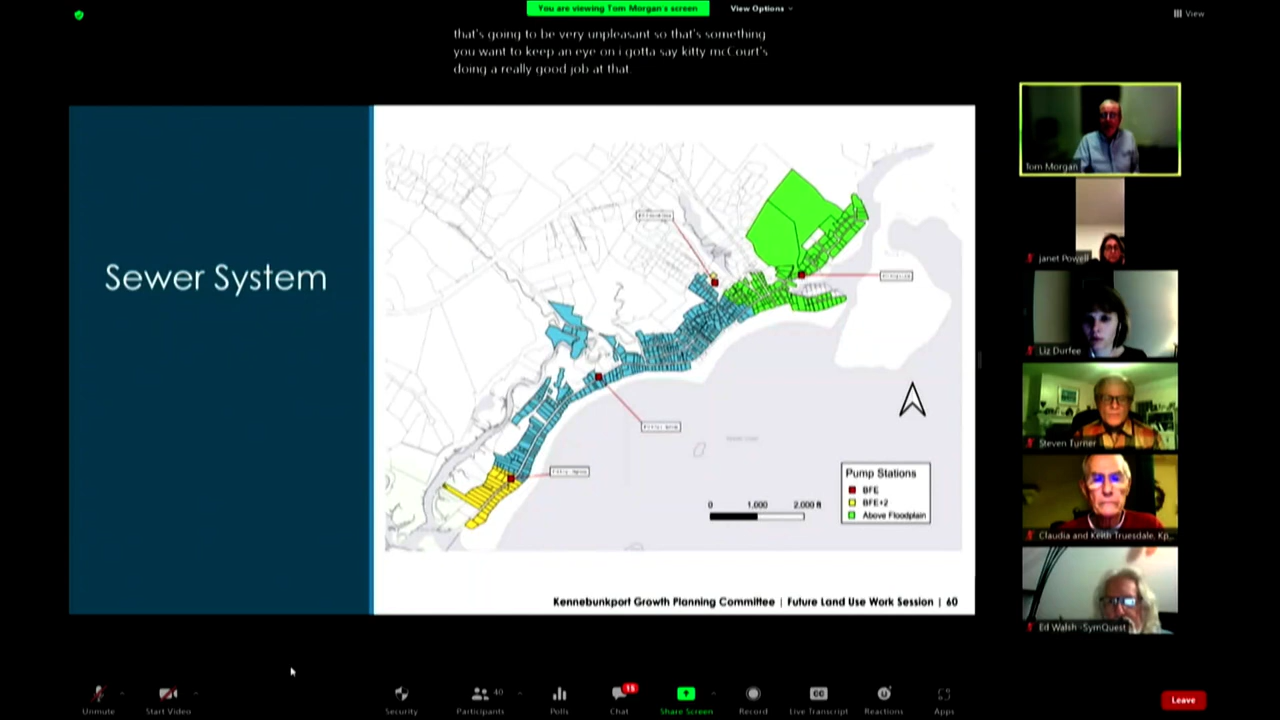 You are viewing Tom Morgan's screen
View Options
View
that's going to be very unpleasant so that's something
you want to keep an eye on i gotta say kitty mcCourt's
doing a really good job at that
Sewer System
0 1,000 2,000 ft
Pump Stations
BFE
BFE+2
Above Floodplain
Kennebunkport Growth Planning Committee | Future Land Use Work Session | 60
Tom Morgan
Janet Powell
Liz Durfee
Steven Turner
Claudia and Keith Truesdale, Kp...
Ed Walsh -SymQuest
Unmute
Start Video
Security
Participants
40
Polls
Chat
15
Share Screen
Record
CC
Live Transcript
Reactions
Apps
Leave